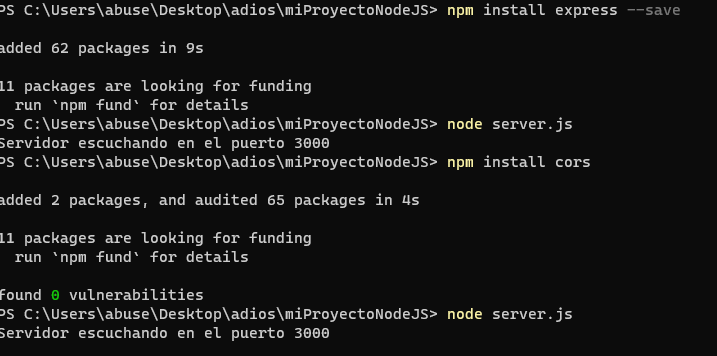 PS C:\Users\abuse\Desktop\adios\miProyectoNodeJS> npm install express --save
added 62 packages in 9s
11 packages are looking for funding
run `npm fund` for details
PS C:\Users\abuse\Desktop\adios\miProyectoNodeJS> node server.js
Servidor escuchando en el puerto 3000
PS C:\Users\abuse\Desktop\adios\miProyectoNodeJS> npm install cors
added 2 packages, and audited 65 packages in 4s
11 packages are looking for funding
run `npm fund` for details
found 0 vulnerabilities
PS C:\Users\abuse\Desktop\adios\miProyectoNodeJS> node server.js
Servidor escuchando en el puerto 3000